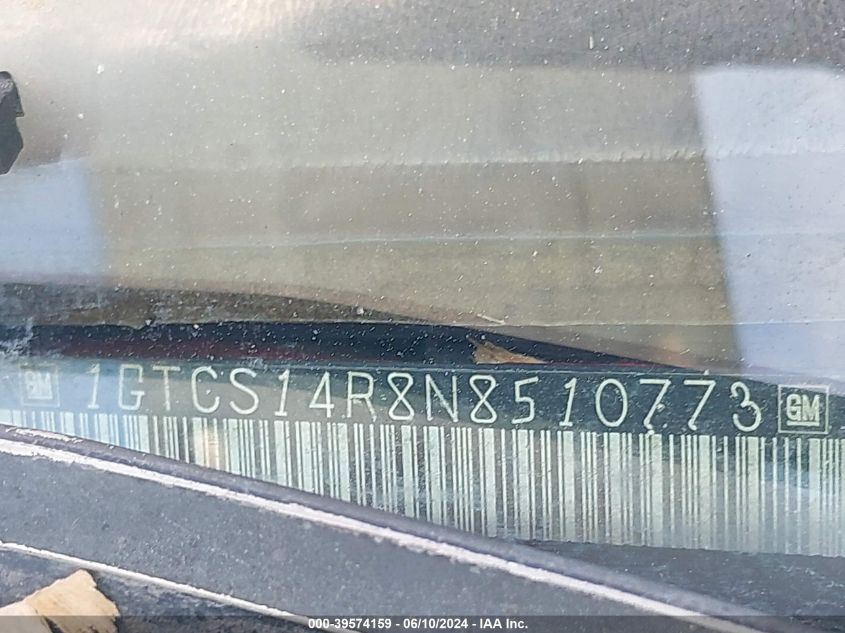 GM 1GTCS14R8N8510773 GM
000-39574159 - 06/10/2024 - IAA Inc.